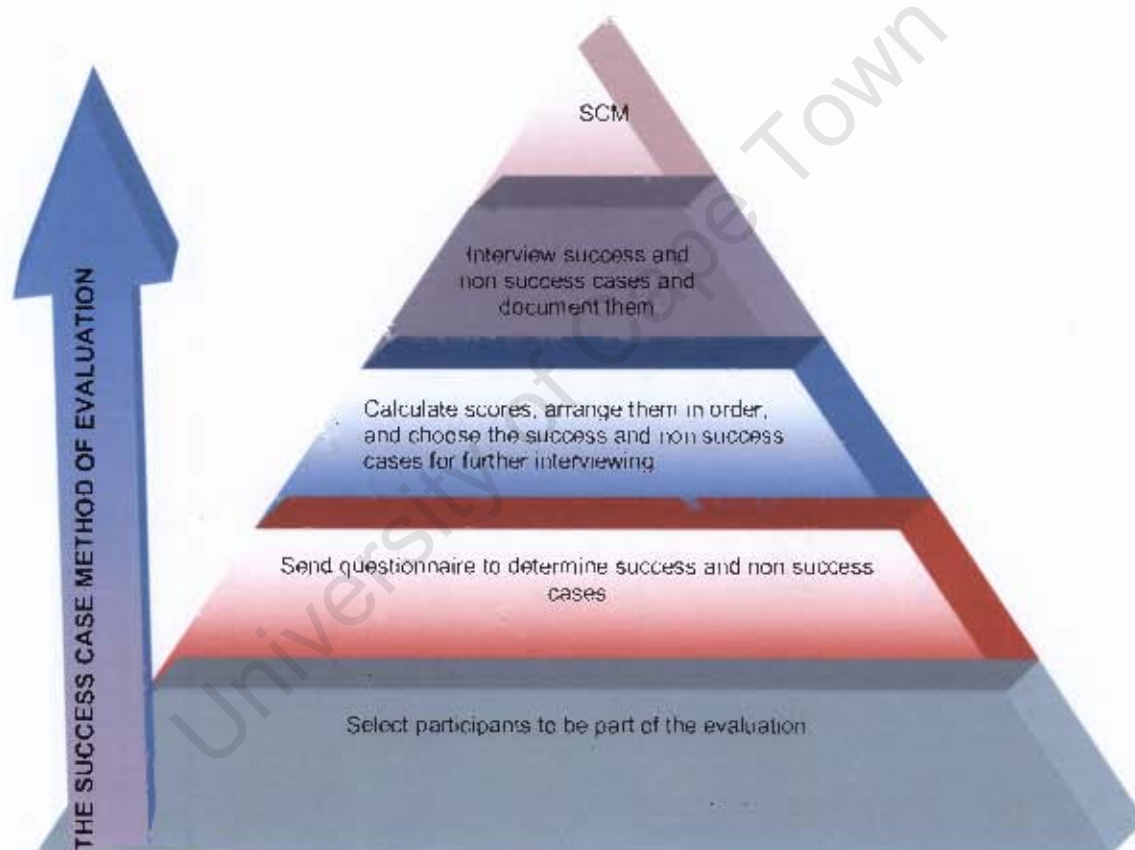 THE SUCCESS CASE METHOD OF EVALUATION
SCM
Interview success and
non success cases and
document them
Calculate scores, arrange them in order,
and choose the success and non success
cases for further interviewing
Send questionnaire to determine success and non success
cases
Select participants to be part of the evaluation
University of Cape Town